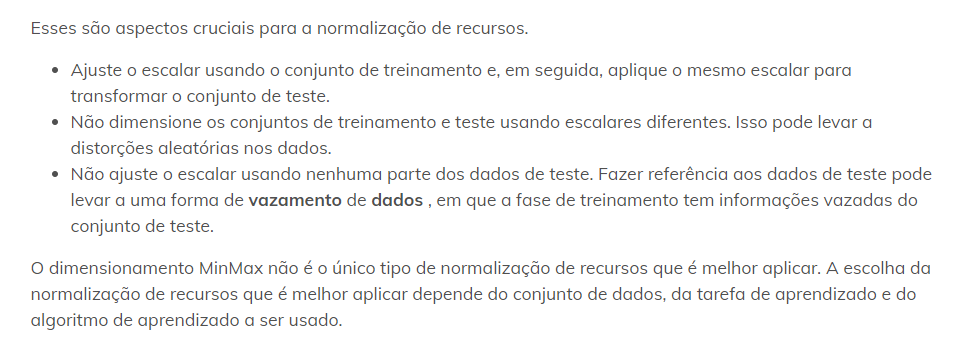 Esses são aspectos cruciais para a normalização de recursos.
Ajuste o escalar usando o conjunto de treinamento e, em seguida, aplique o mesmo escalar para
transformar o conjunto de teste.
Não dimensione os conjuntos de treinamento e teste usando escalares diferentes. Isso pode levar a
distorções aleatórias nos dados.
Não ajuste o escalar usando nenhuma parte dos dados de teste. Fazer referência aos dados de teste pode
levar a uma forma de vazamento de dados , em que a fase de treinamento tem informações vazadas do
conjunto de teste.
O dimensionamento MinMax não é o único tipo de normalização de recursos que é melhor aplicar. A escolha da
normalização de recursos que é melhor aplicar depende do conjunto de dados, da tarefa de aprendizado e do
algoritmo de aprendizado a ser usado.